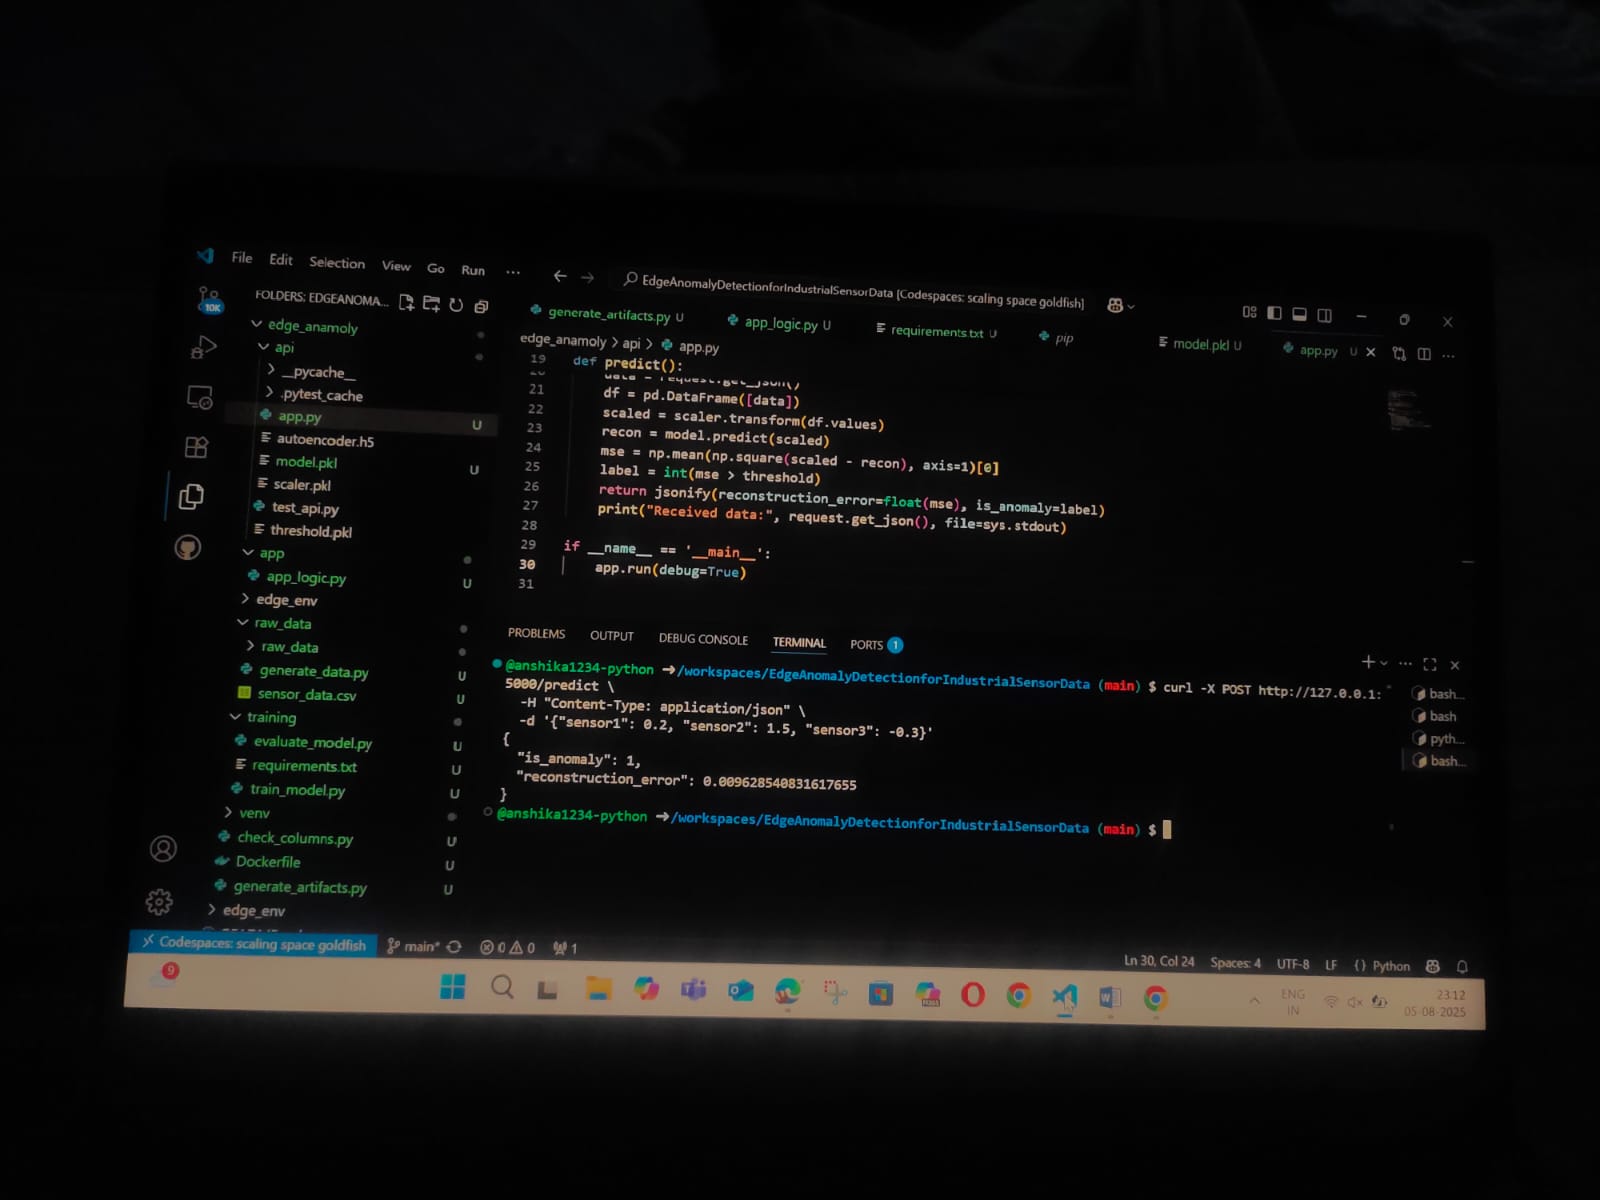 File Edit Selection View Go Run ...
EdgeAnomalyDetectionforIndustrialSensorData [Codespaces: scaling space goldfish]
10K
FOLDERS: EDGEANOMA...
edge_anamoly
api
__pycache__
.pytest_cache
app.py U
autoencoder.h5
model.pkl U
scaler.pkl
test_api.py
threshold.pkl
app
app_logic.py U
edge_env
raw_data
raw_data
generate_data.py U
sensor_data.csv U
training
evaluate_model.py U
requirements.txt U
train_model.py U
venv
check_columns.py U
Dockerfile U
generate_artifacts.py U
edge_env
generate_artifacts.py U app_logic.py U requirements.txt U pip model.pkl U app.py U
edge_anamoly > api > app.py
19 def predict():
data = request.get_json()
21 df = pd.DataFrame([data])
22 scaled = scaler.transform(df.values)
23 recon = model.predict(scaled)
24 mse = np.mean(np.square(scaled - recon), axis=1)[0]
25 label = int(mse > threshold)
26 return jsonify(reconstruction_error=float(mse), is_anomaly=label)
27 print("Received data:", request.get_json(), file=sys.stdout)
28
29 if __name__ == '__main__':
30 app.run(debug=True)
31
PROBLEMS OUTPUT DEBUG CONSOLE TERMINAL PORTS 1
@anshika1234-python ➜/workspaces/EdgeAnomalyDetectionforIndustrialSensorData (main) $ curl -X POST http://127.0.0.1:
5000/predict \
-H "Content-Type: application/json" \
-d '{"sensor1": 0.2, "sensor2": 1.5, "sensor3": -0.3}'
{
"is_anomaly": 1,
"reconstruction_error": 0.009628540831617655
}
@anshika1234-python ➜/workspaces/EdgeAnomalyDetectionforIndustrialSensorData (main) $
bash...
bash
pyth...
bash...
Codespaces: scaling space goldfish main* 0 0 1
Ln 30, Col 24 Spaces: 4 UTF-8 LF {} Python
9
ENG
IN
23:12
05-08-2025